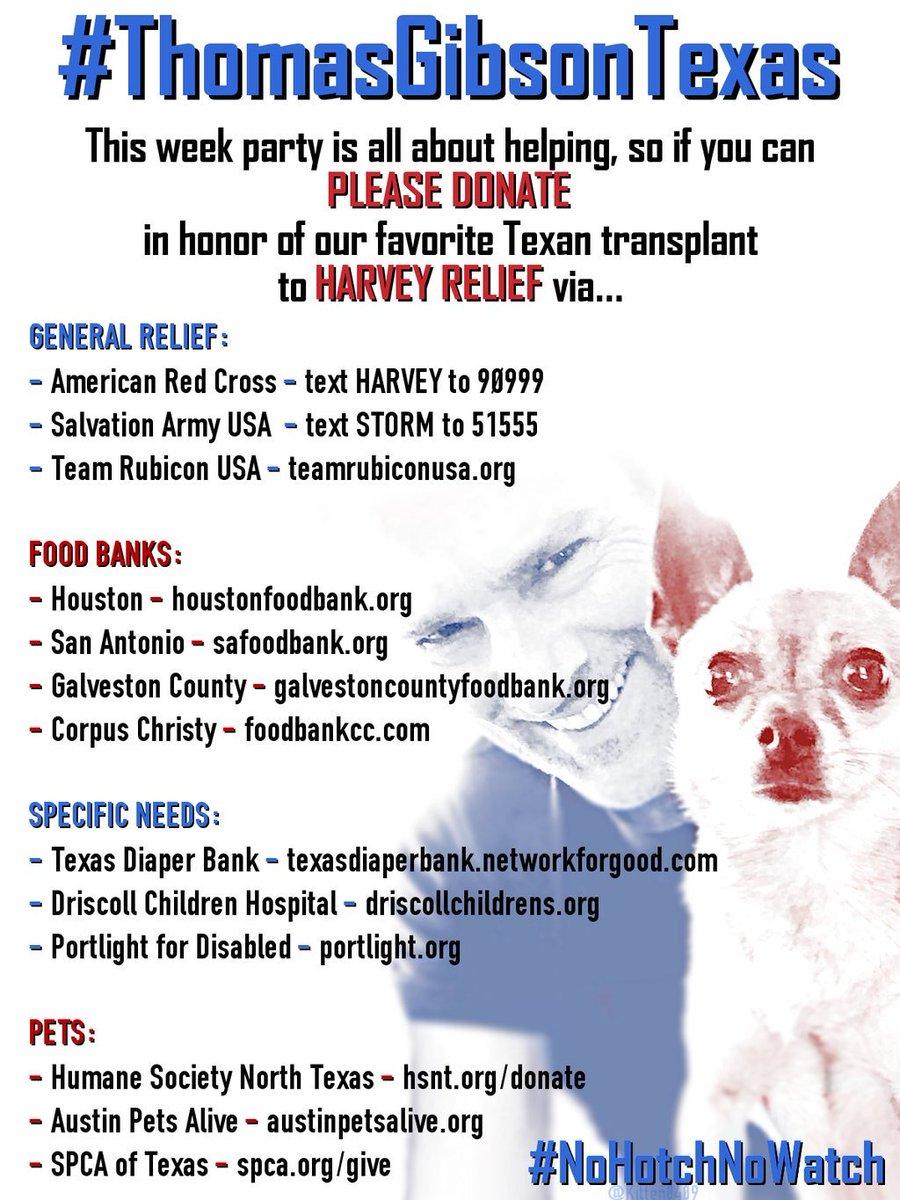 #ThomasGibsonTexas
This week party is all about helping, so if you can
PLEASE DONATE
in honor of our favorite Texan transplant
to HARVEY RELIEF via...
GENERAL RELIEF:
- American Red Cross - text HARVEY to 90999
- Salvation Army USA - text STORM to 51555
- Team Rubicon USA - teamrubiconusa.org
FOOD BANKS:
- Houston - houstonfoodbank.org
- San Antonio - safoodbank.org
- Galveston County - galvestoncountyfoodbank.org
- Corpus Christy - foodbankcc.com
SPECIFIC NEEDS:
- Texas Diaper Bank - texasdiaperbank.networkforgood.com
- Driscoll Children Hospital - driscollchildrens.org
- Portlight for Disabled - portlight.org
PETS:
- Humane Society North Texas - hsnt.org/donate
- Austin Pets Alive - austinpetsalive.org
- SPCA of Texas - spca.org/give
#NoHotchNoWatch